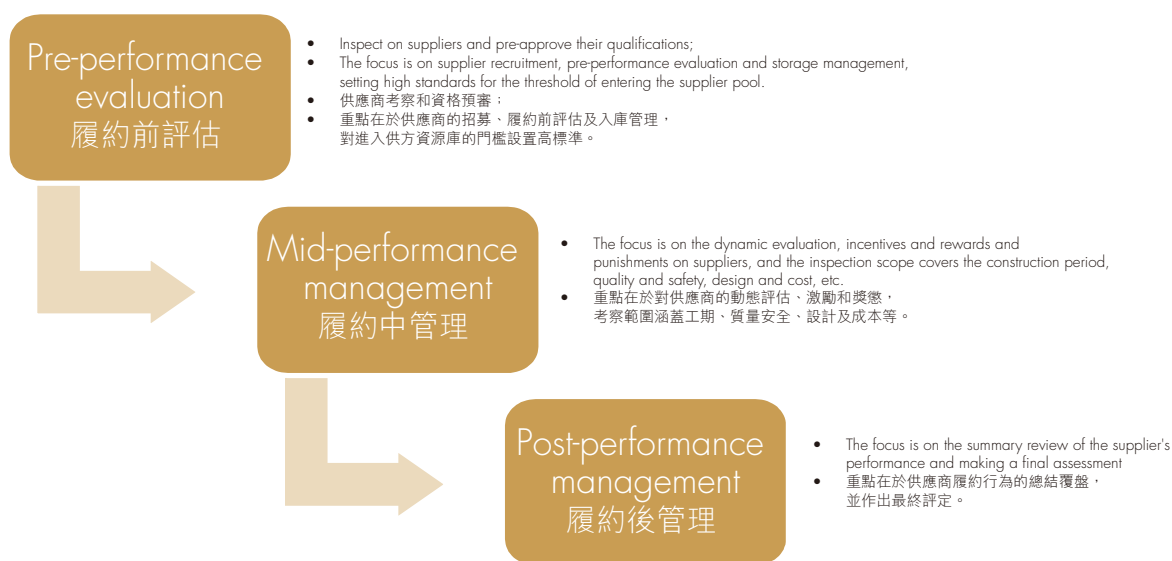 Pre-performance
evaluation
履約前評估
• Inspect on suppliers and pre-approve their qualifications;
• The focus is on supplier recruitment, pre-performance evaluation and storage management,
setting high standards for the threshold of entering the supplier pool.
• 供應商考察和資格預審；
• 重點在於供應商的招募、履約前評估及入庫管理，
對進入供方資源庫的門檻設置高標準。
Mid-performance
management
履約中管理
• The focus is on the dynamic evaluation, incentives and rewards and
punishments on suppliers, and the inspection scope covers the construction period,
quality and safety, design and cost, etc.
• 重點在於對供應商的動態評估、激勵和獎懲，
考察範圍涵蓋工期、質量安全、設計及成本等。
Post-performance
management
履約後管理
• The focus is on the summary review of the supplier's
performance and making a final assessment
• 重點在於供應商履約行為的總結覆盤，
並作出最終評定。